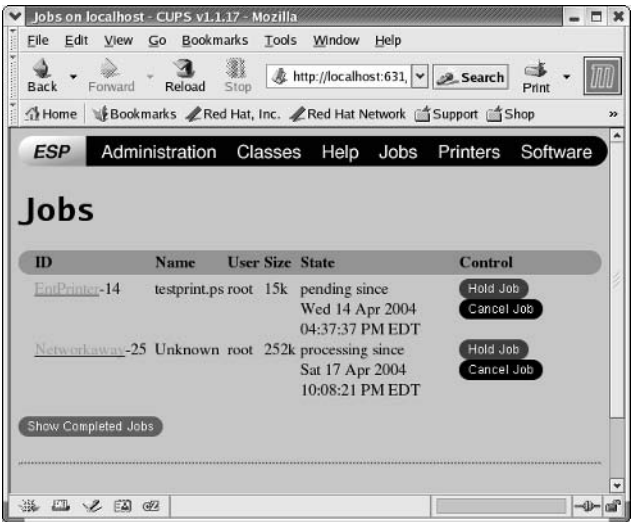 Jobs on localhost - CUPS v1.1.17 - Mozilla
File Edit View Go Bookmarks Tools Window Help
Back Forward Reload Stop http://localhost:631, Search Print
Home Bookmarks Red Hat, Inc. Red Hat Network Support Shop »
ESP Administration Classes Help Jobs Printers Software
Jobs
ID Name User Size State Control
EntPrinter-14 testprint.ps root 15k pending since Hold Job
Wed 14 Apr 2004 Cancel Job
04:37:37 PM EDT
Networkaway-25 Unknown root 252k processing since Hold Job
Sat 17 Apr 2004 Cancel Job
10:08:21 PM EDT
Show Completed Jobs